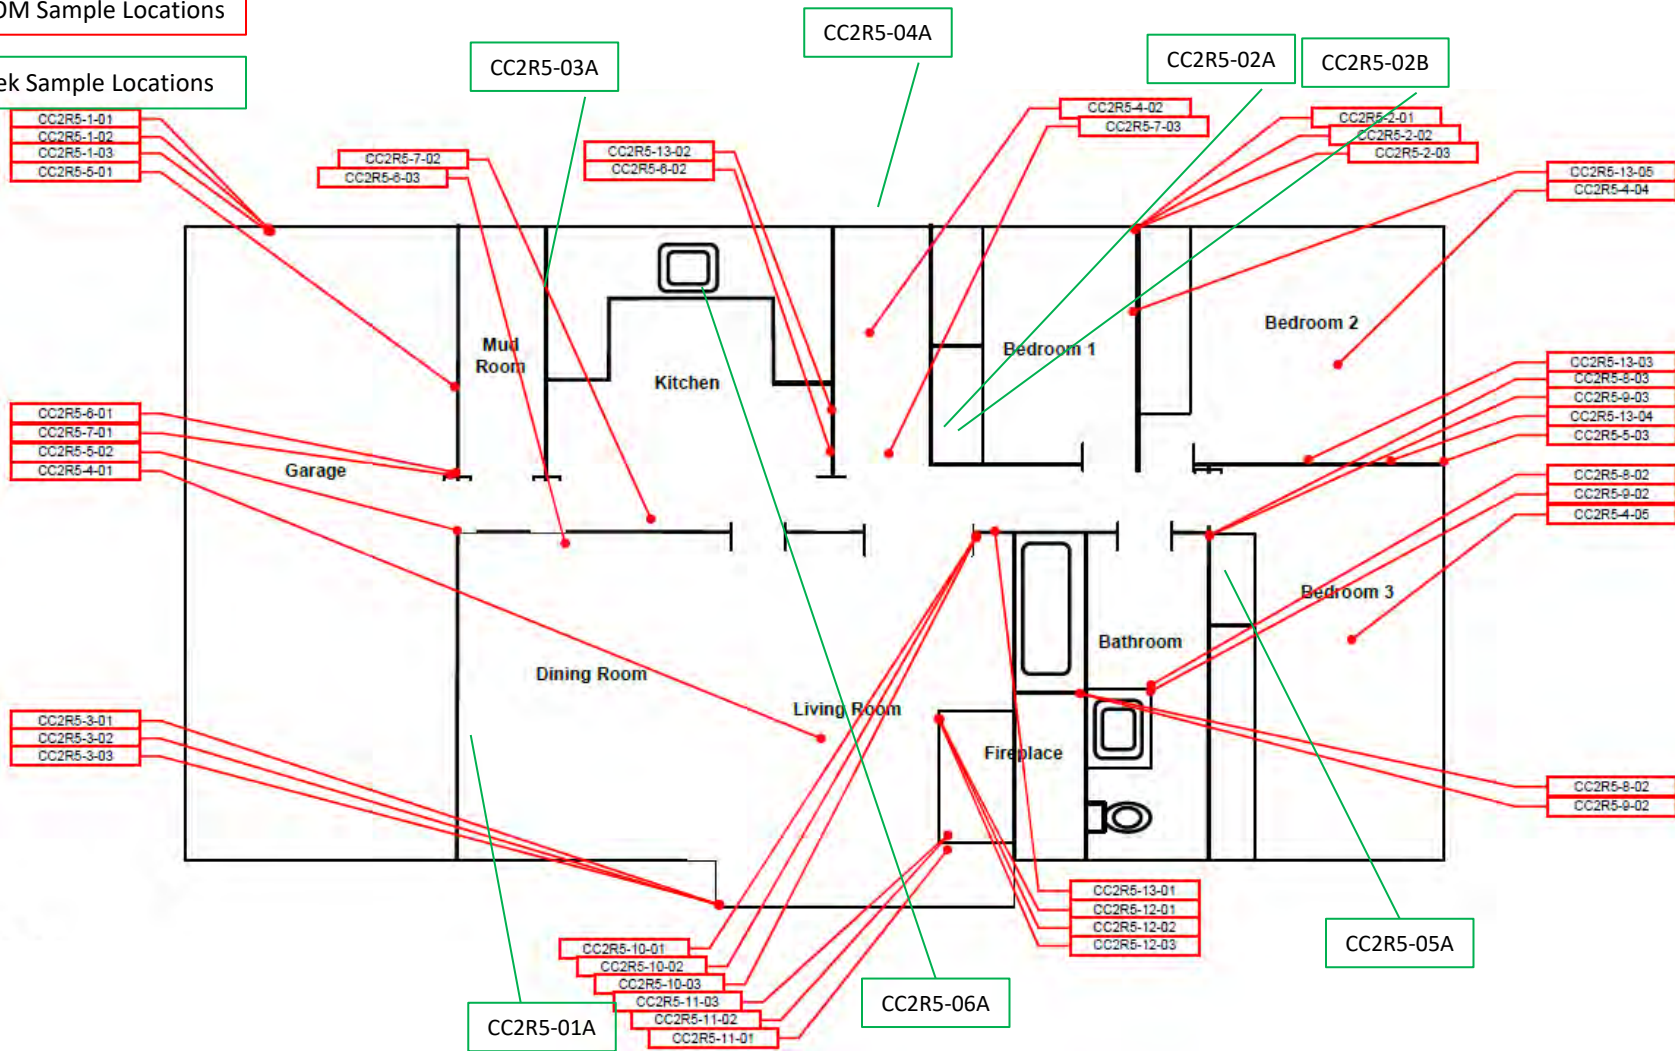 OM Sample Locations
ek Sample Locations
CC2R5-04A
CC2R5-03A
CC2R5-02A
CC2R5-02B
CC2R5-1-01
CC2R5-1-02
CC2R5-1-03
CC2R5-5-01
CC2R5-7-02
CC2R5-6-03
CC2R5-13-02
CC2R5-6-02
CC2R5-4-02
CC2R5-7-03
CC2R5-2-01
CC2R5-2-02
CC2R5-2-03
CC2R5-13-05
CC2R5-4-04
Mud
Room
Kitchen
Bedroom 1
Bedroom 2
CC2R5-13-03
CC2R5-8-03
CC2R5-9-03
CC2R5-13-04
CC2R5-5-03
CC2R5-6-01
CC2R5-7-01
CC2R5-5-02
CC2R5-4-01
Garage
CC2R5-8-02
CC2R5-9-02
CC2R5-4-05
Bedroom 3
Bathroom
Dining Room
Living Room
Fireplace
CC2R5-3-01
CC2R5-3-02
CC2R5-3-03
CC2R5-8-02
CC2R5-9-02
CC2R5-13-01
CC2R5-12-01
CC2R5-12-02
CC2R5-12-03
CC2R5-10-01
CC2R5-10-02
CC2R5-10-03
CC2R5-11-03
CC2R5-11-02
CC2R5-11-01
CC2R5-01A
CC2R5-06A
CC2R5-05A